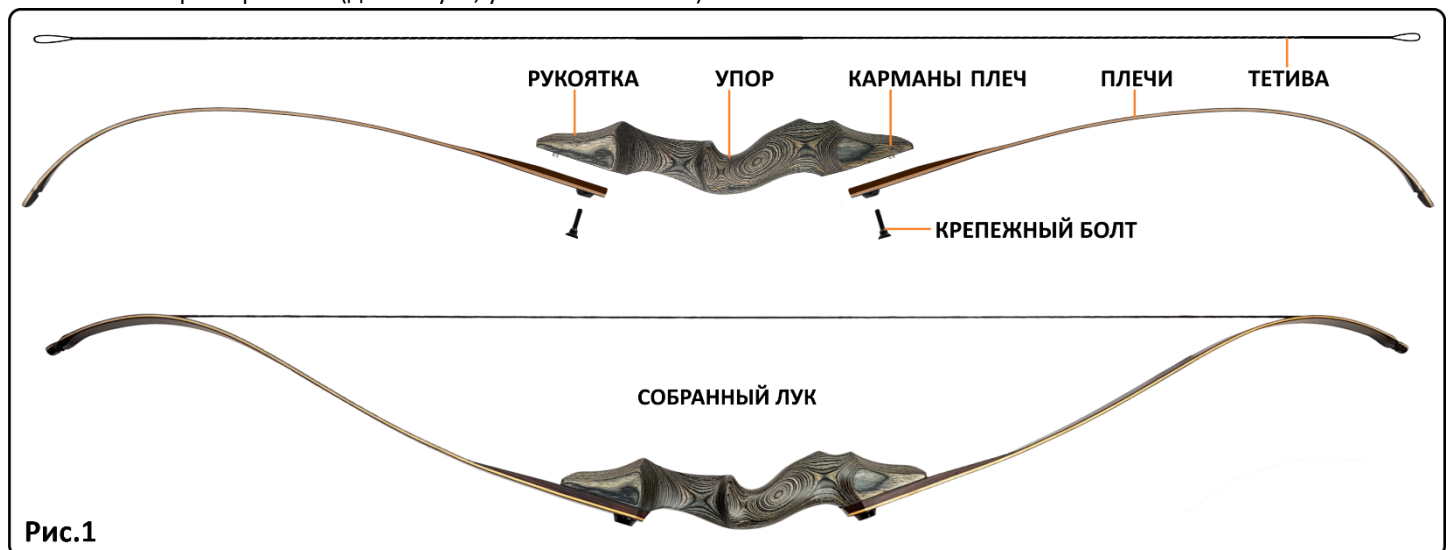 РУКОЯТКА УПОР КАРМАНЫ ПЛЕЧ ПЛЕЧИ ТЕТИВА
КРЕПЕЖНЫЙ БОЛТ
СОБРАННЫЙ ЛУК
Рис.1